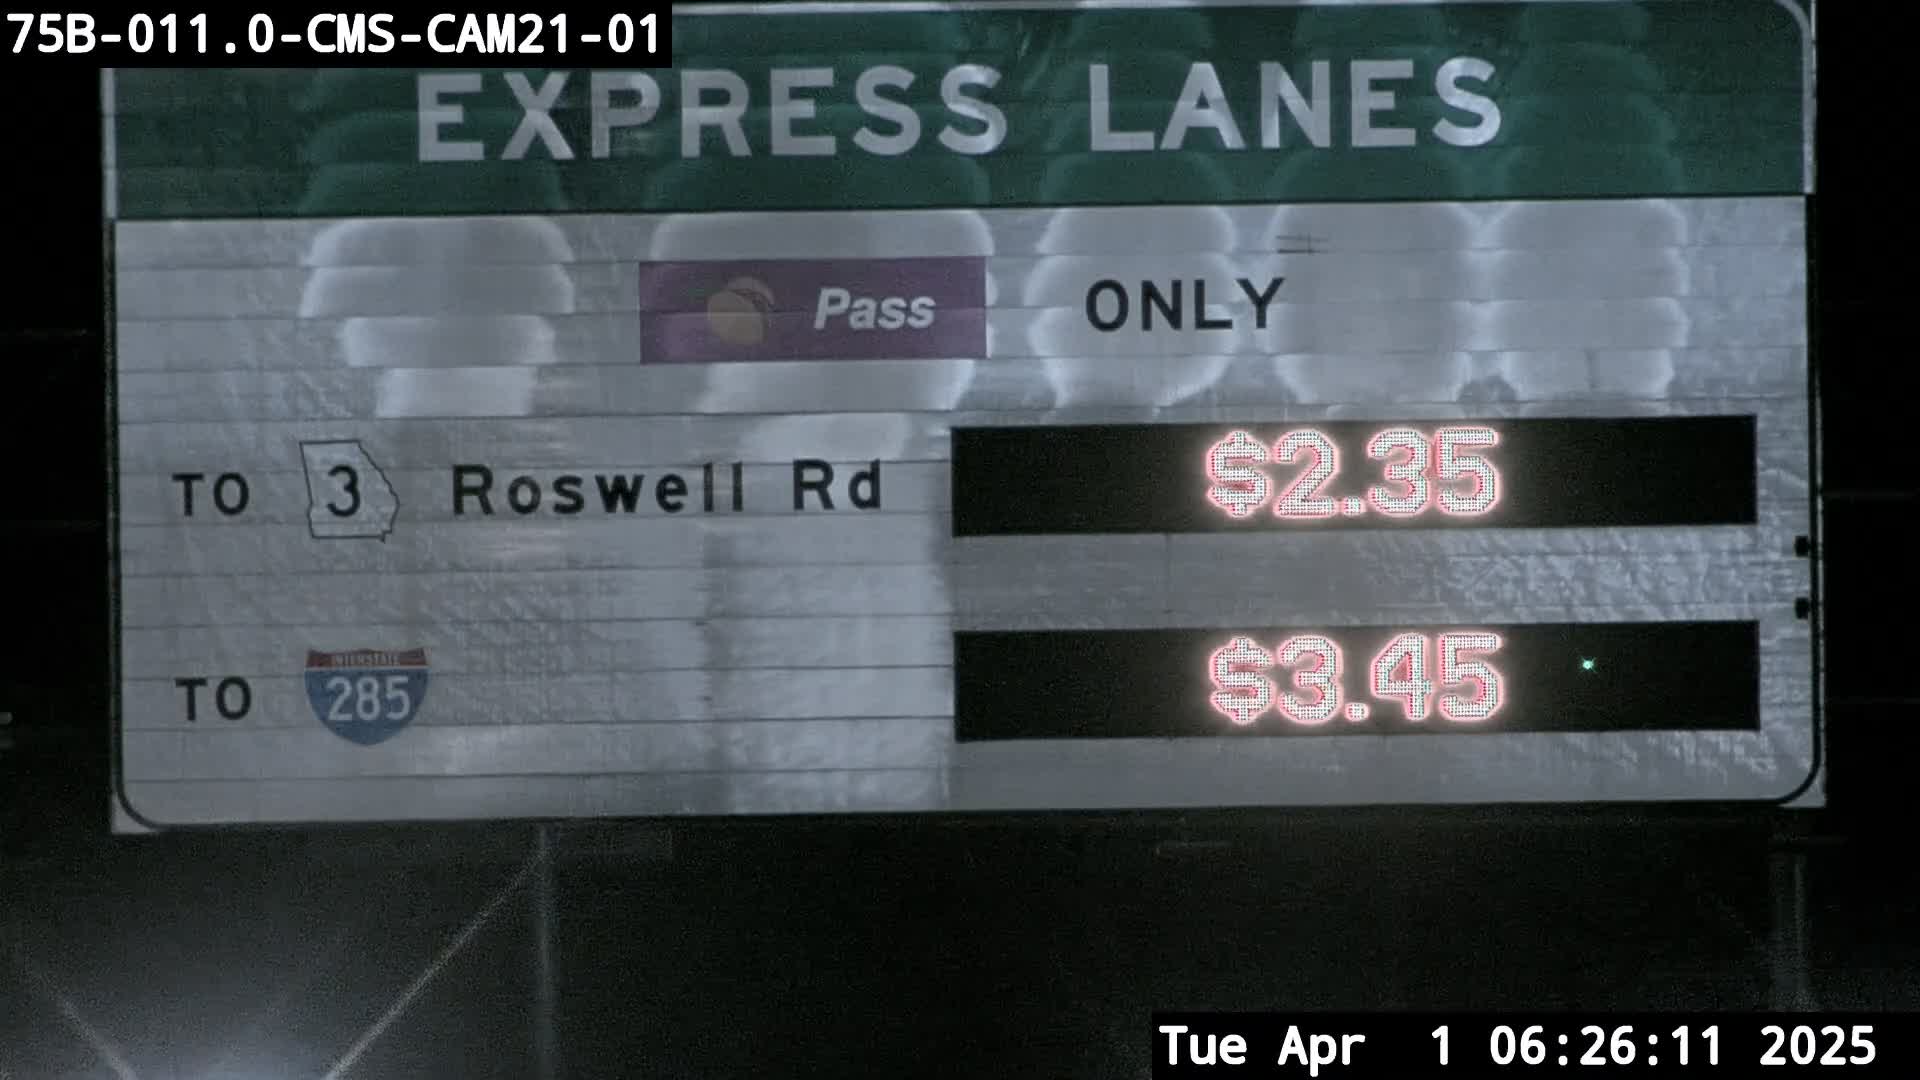 75B-011.0-CMS-CAM21-01
EXPRESS LANES
Pass ONLY
TO 3 Roswell Rd $2.35
INTERSTATE
TO 285 $3.45
Tue Apr 1 06:26:11 2025